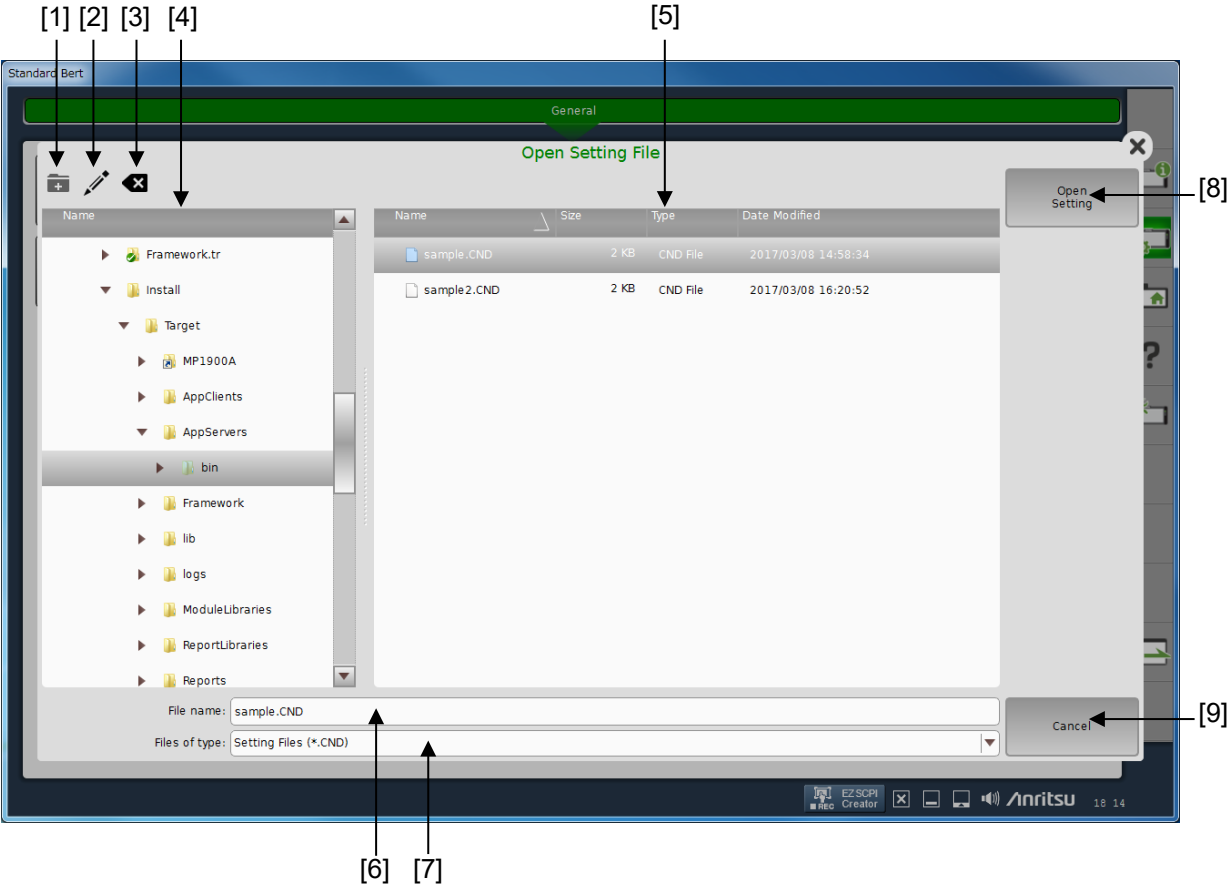 [1] [2] [3] [4] [5]
Standard Bert
General
Open Setting File
Open
Setting
[8]
Name
Name Size Type Date Modified
Framework.tr
Install
Target
MP1900A
AppClients
AppServers
bin
Framework
lib
logs
ModuleLibraries
ReportLibraries
Reports
sample.CND 2 KB CND File 2017/03/08 14:58:34
sample2.CND 2 KB CND File 2017/03/08 16:20:52
File name: sample.CND
Files of type: Setting Files (*.CND)
Cancel
[9]
REC
EZ SCPI
Creator
Anritsu 18 14
[6] [7]